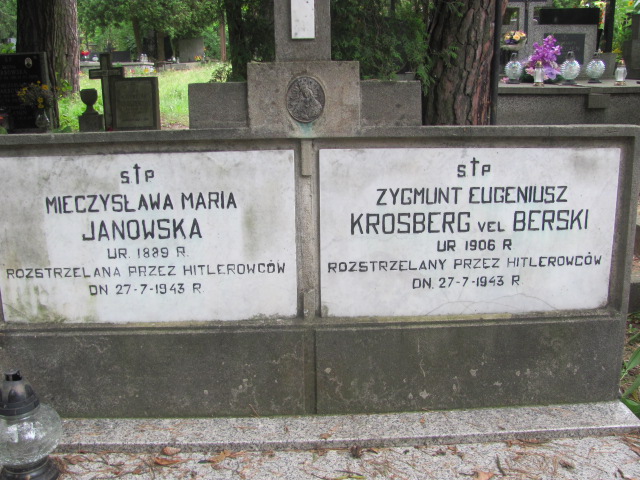 S†P
MIECZYSŁAWA MARIA
JANOWSKA
UR. 1889 R.
ROZSTRZELANA PRZEZ HITLEROWCÓW
DN. 27-7-1943 R.
S†P
ZYGMUNT EUGENIUSZ
KROSBERG VEL BERSKI
UR 1906 R
ROZSTRZELANY PRZEZ HITLEROWCÓW
DN. 27-7-1943 R